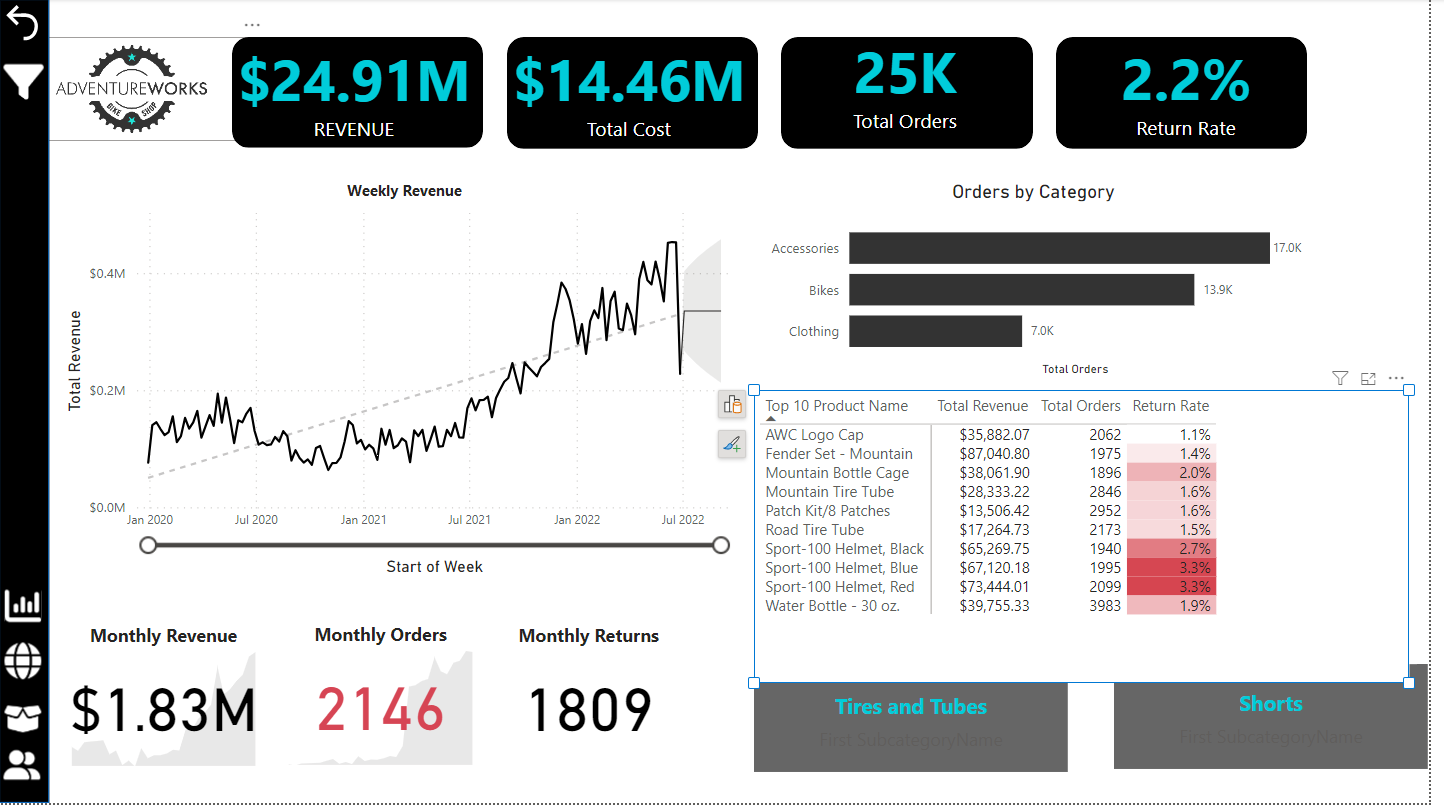 ADVENTUREWORKS
BIKE SHOP
$24.91M
REVENUE
$14.46M
Total Cost
25K
Total Orders
2.2%
Return Rate
Weekly Revenue
Total Revenue
$0.4M
$0.2M
$0.0M
Jan 2020 Jul 2020 Jan 2021 Jul 2021 Jan 2022 Jul 2022
Start of Week
Orders by Category
Accessories 17.0K
Bikes 13.9K
Clothing 7.0K
Total Orders
Top 10 Product Name Total Revenue Total Orders Return Rate
AWC Logo Cap $35,882.07 2062 1.1%
Fender Set - Mountain $87,040.80 1975 1.4%
Mountain Bottle Cage $38,061.90 1896 2.0%
Mountain Tire Tube $28,333.22 2846 1.6%
Patch Kit/8 Patches $13,506.42 2952 1.6%
Road Tire Tube $17,264.73 2173 1.5%
Sport-100 Helmet, Black $65,269.75 1940 2.7%
Sport-100 Helmet, Blue $67,120.18 1995 3.3%
Sport-100 Helmet, Red $73,444.01 2099 3.3%
Water Bottle - 30 oz. $39,755.33 3983 1.9%
Monthly Revenue
$1.83M
Monthly Orders
2146
Monthly Returns
1809
Tires and Tubes
First SubcategoryName
Shorts
First SubcategoryName